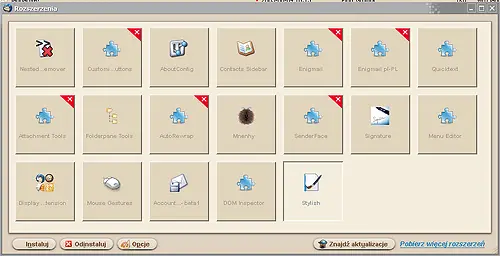 Rozszerzenia
Nested...emover
Custom...uttons
AboutConfig
Contacts Sidebar
Enigmail
Enigmail pl-PL
Quicktext
Attachment Tools
Folderpane Tools
AutoRewrap
Mnenhy
SenderFace
Signature
Menu Editor
Display...tension
Mouse Gestures
Account...- beta!
DOM Inspector
Stylish
Instaluj
Odinstaluj
Opcje
Znajdź aktualizacje
Pobierz więcej rozszerzeń